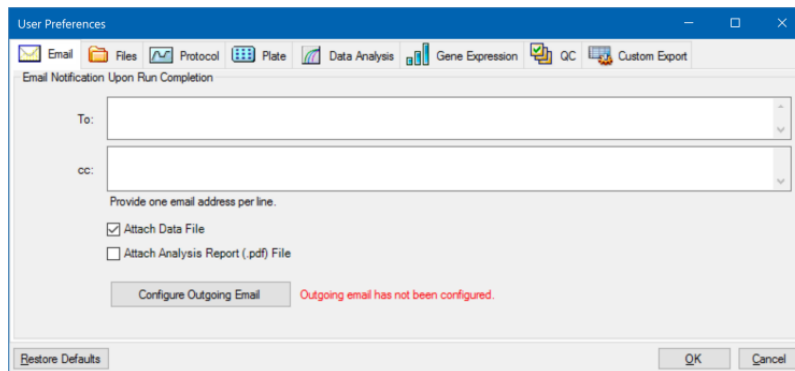 User Preferences
Email Files Protocol Plate Data Analysis Gene Expression QC Custom Export
Email Notification Upon Run Completion
To:
cc:
Provide one email address per line.
Attach Data File
Attach Analysis Report (.pdf) File
Configure Outgoing Email Outgoing email has not been configured.
Restore Defaults OK Cancel